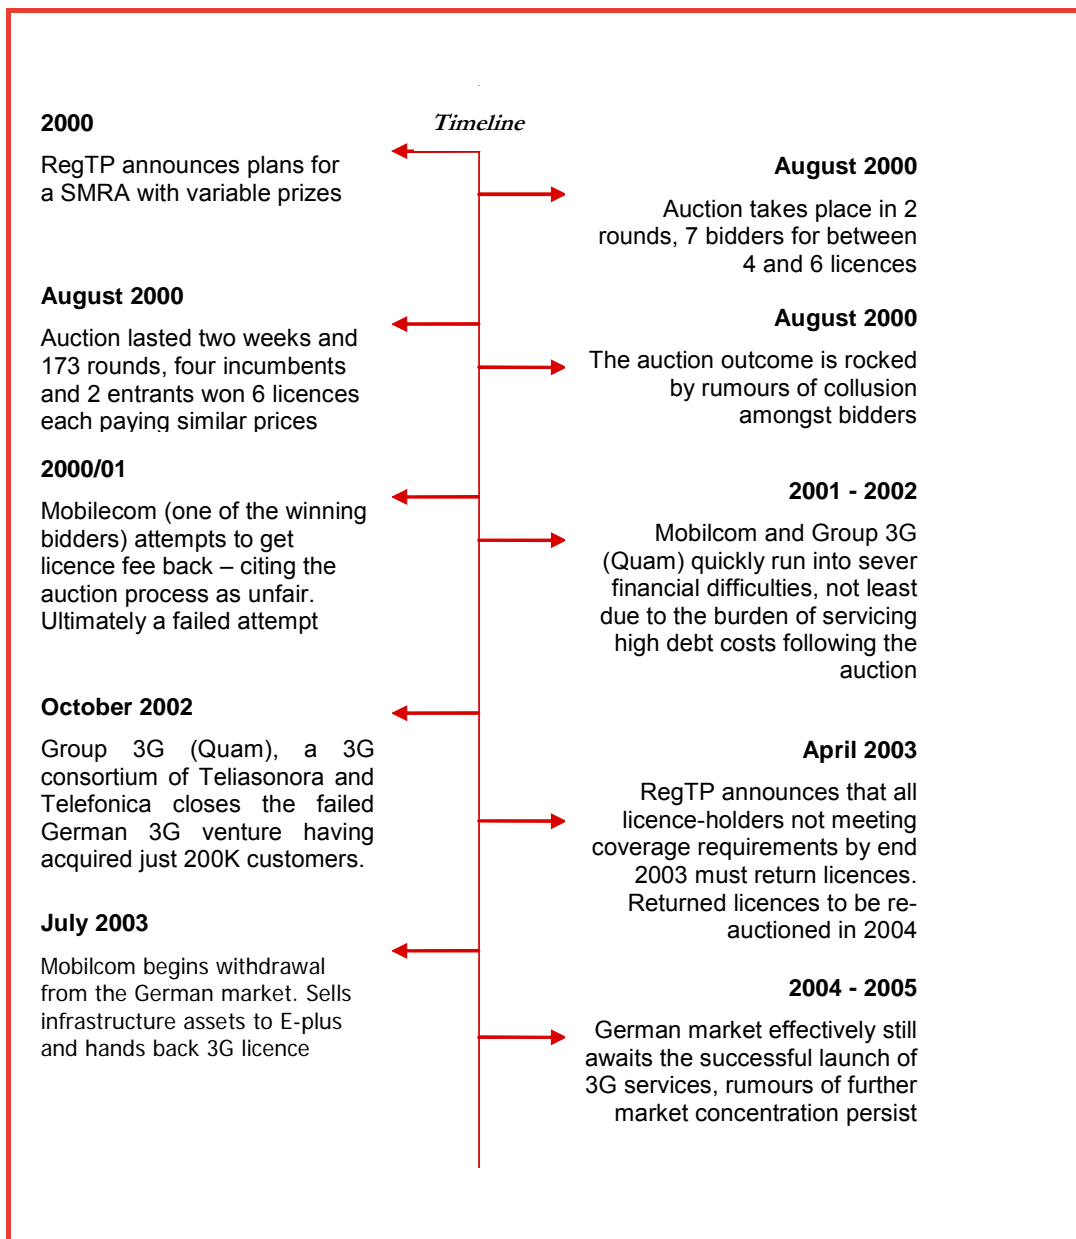 Timeline
2000
RegTP announces plans for
a SMRA with variable prizes
August 2000
Auction takes place in 2
rounds, 7 bidders for between
4 and 6 licences
August 2000
Auction lasted two weeks and
173 rounds, four incumbents
and 2 entrants won 6 licences
each paying similar prices
August 2000
The auction outcome is rocked
by rumours of collusion
amongst bidders
2000/01
Mobilecom (one of the winning
bidders) attempts to get
licence fee back – citing the
auction process as unfair.
Ultimately a failed attempt
2001 - 2002
Mobilcom and Group 3G
(Quam) quickly run into sever
financial difficulties, not least
due to the burden of servicing
high debt costs following the
auction
October 2002
Group 3G (Quam), a 3G
consortium of Teliasonora and
Telefonica closes the failed
German 3G venture having
acquired just 200K customers.
April 2003
RegTP announces that all
licence-holders not meeting
coverage requirements by end
2003 must return licences.
Returned licences to be re-
auctioned in 2004
July 2003
Mobilcom begins withdrawal
from the German market. Sells
infrastructure assets to E-plus
and hands back 3G licence
2004 - 2005
German market effectively still
awaits the successful launch of
3G services, rumours of further
market concentration persist